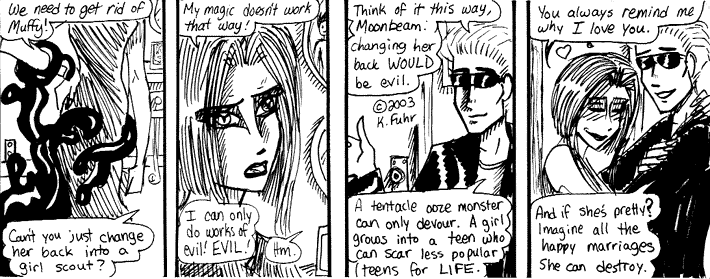 We need to get rid of
Muffy!
Can't you just change
her back into a
girl scout?
My magic doesn't work
that way!
I can only
do works of
evil! EVIL!
Hm.
Think of it this way,
Moonbeam:
changing her
back WOULD
be evil.
©2003
K. Fuhr
A tentacle ooze monster
can only devour. A girl
grows into a teen who
can scar less popular
teens for LIFE.
You always remind me
why I love you.
And if she's pretty?
Imagine all the
happy marriages
she can destroy.